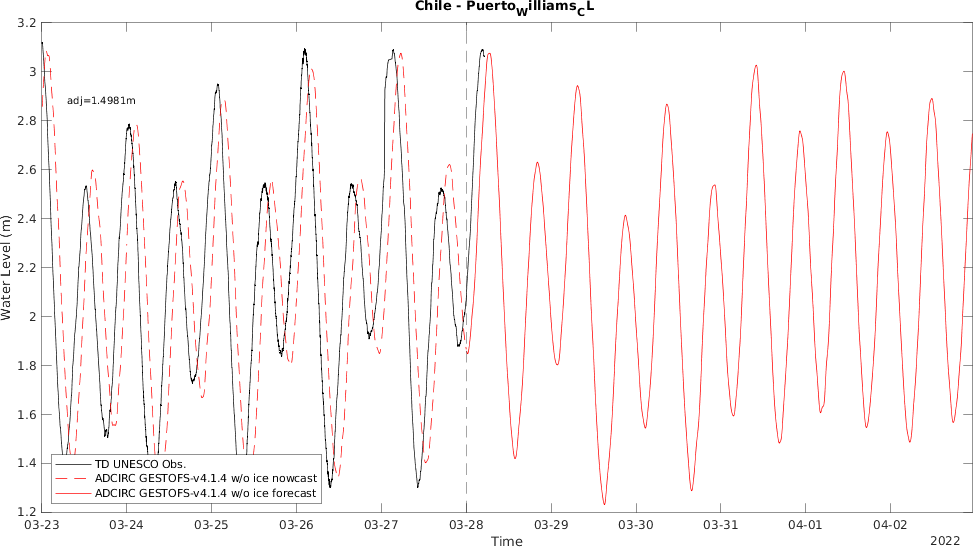 Chile - PuertoWilliamsCL
3.2
3
2.8
2.6
2.4
2.2
2
1.8
1.6
1.4
1.2
Water Level (m)
adj=1.4981m
TD UNESCO Obs.
ADCIRC GESTOFS-v4.1.4 w/o ice nowcast
ADCIRC GESTOFS-v4.1.4 w/o ice forecast
03-23 03-24 03-25 03-26 03-27 03-28 03-29 03-30 03-31 04-01 04-02
Time
2022